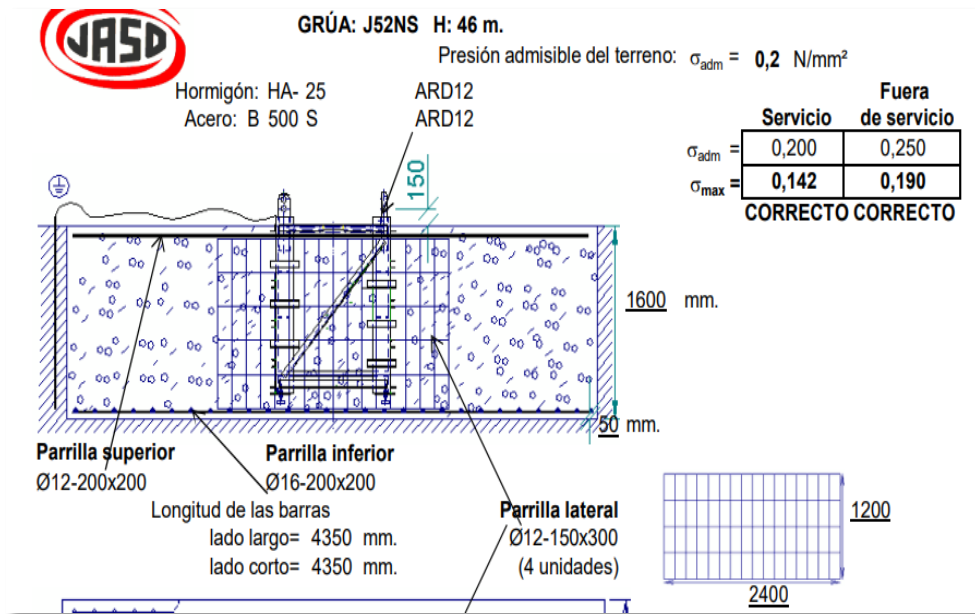 JASO
GRÚA: J52NS H: 46 m.
Presión admisible del terreno: σadm = 0,2 N/mm²
Hormigón: HA- 25
Acero: B 500 S
ARD12
ARD12
Servicio
Fuera de servicio
σadm = 0,200 0,250
σmax = 0,142 0,190
CORRECTO CORRECTO
150
1600 mm.
50 mm.
Parrilla superior
Ø12-200x200
Parrilla inferior
Ø16-200x200
Longitud de las barras
lado largo= 4350 mm.
lado corto= 4350 mm.
Parrilla lateral
Ø12-150x300
(4 unidades)
1200
2400